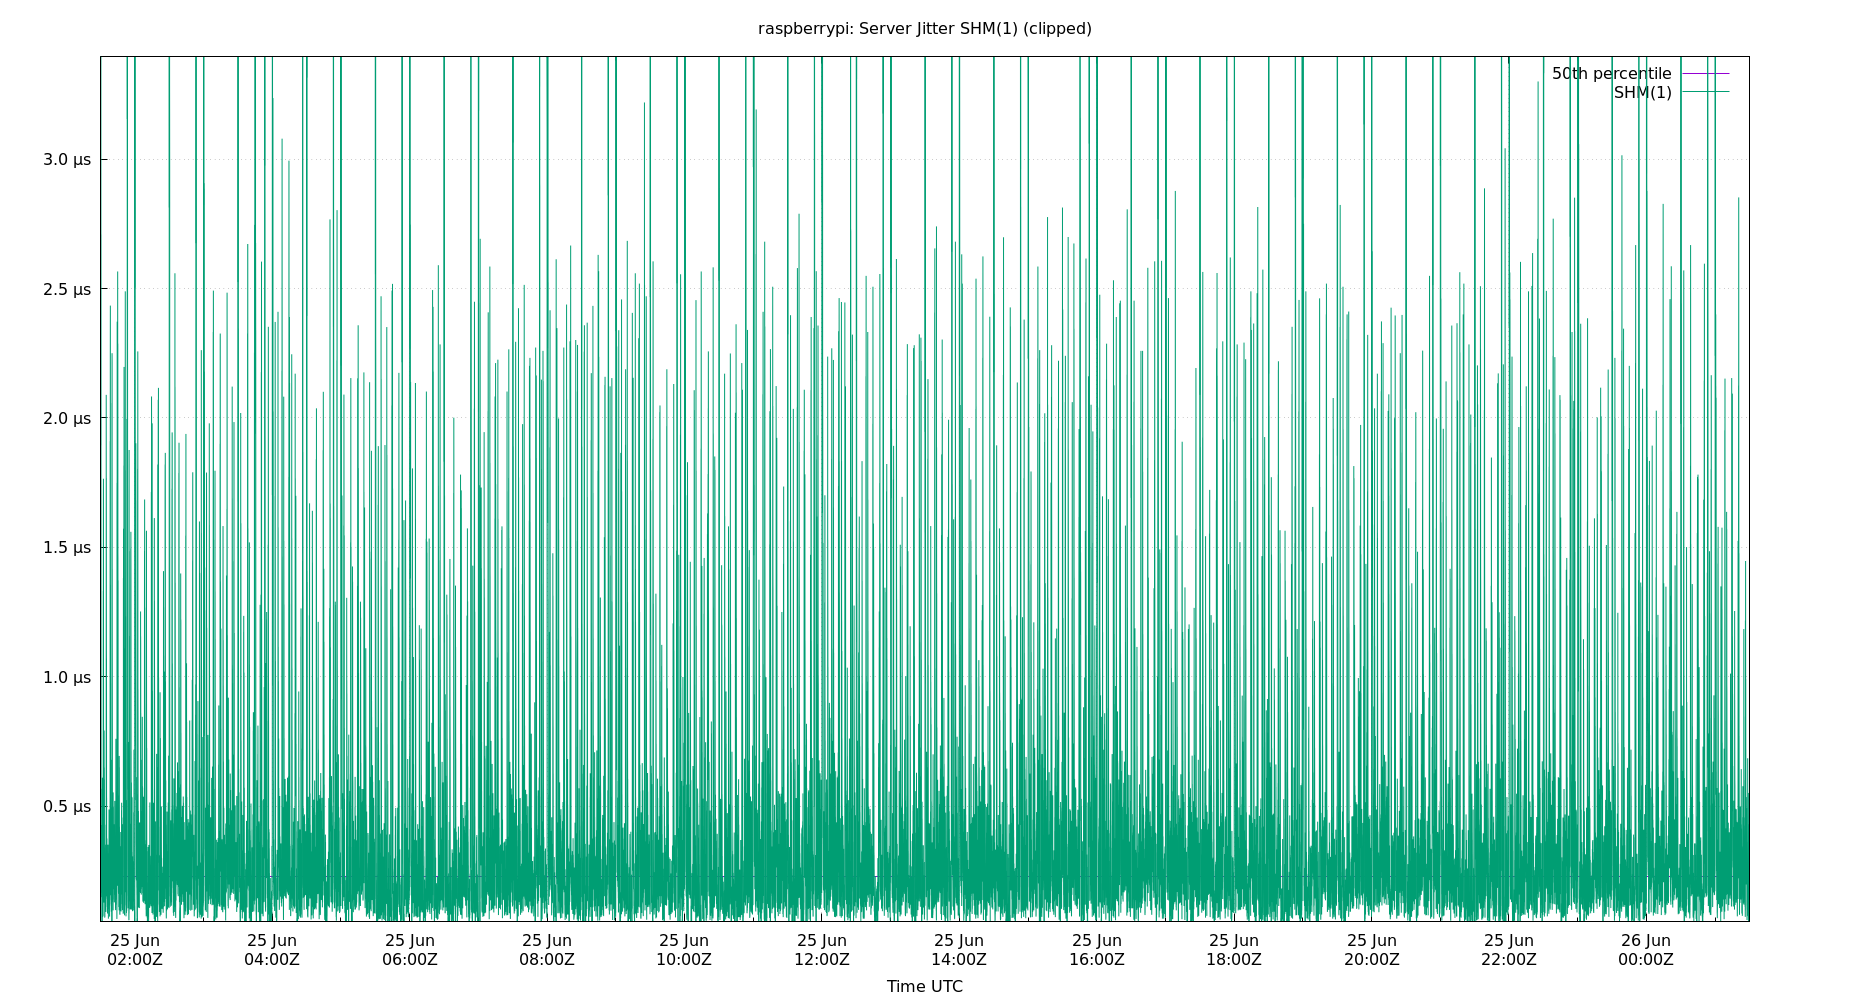 raspberrypi: Server Jitter SHM(1) (clipped)
50th percentile
SHM(1)
3.0 µs
2.5 µs
2.0 µs
1.5 µs
1.0 µs
0.5 µs
25 Jun 25 Jun 25 Jun 25 Jun 25 Jun 25 Jun 25 Jun 25 Jun 25 Jun 25 Jun 25 Jun 26 Jun
02:00Z 04:00Z 06:00Z 08:00Z 10:00Z 12:00Z 14:00Z 16:00Z 18:00Z 20:00Z 22:00Z 00:00Z
Time UTC